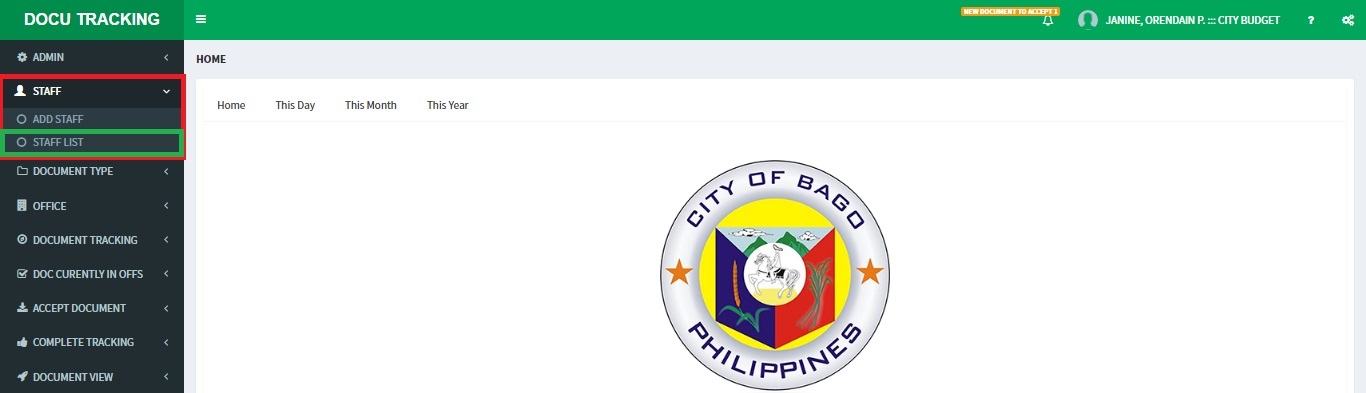 DOCU TRACKING
NEW DOCUMENT TO ACCEPT 1
JANINE, ORENDAIN P. ::: CITY BUDGET
?
ADMIN
HOME
STAFF
ADD STAFF
STAFF LIST
DOCUMENT TYPE
OFFICE
DOCUMENT TRACKING
DOC CURENTLY IN OFFS
ACCEPT DOCUMENT
COMPLETE TRACKING
DOCUMENT VIEW
Home This Day This Month This Year
CITY OF BAGO
PHILIPPINES